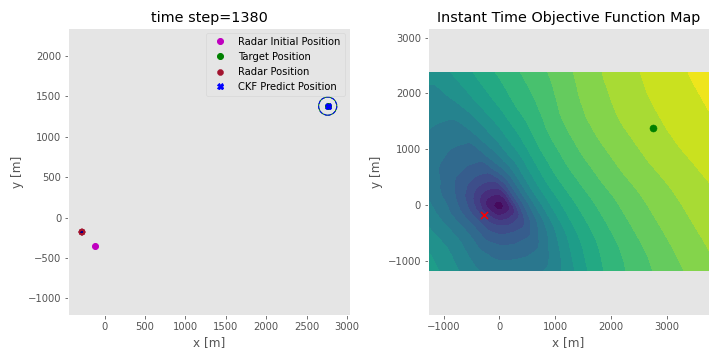 time step=1380
Radar Initial Position
Target Position
Radar Position
CKF Predict Position
2000
1500
1000
500
0
−500
−1000
y [m]
0
500
1000
1500
2000
2500
3000
x [m]
Instant Time Objective Function Map
3000
2000
1000
0
−1000
y [m]
−1000
0
1000
2000
3000
x [m]